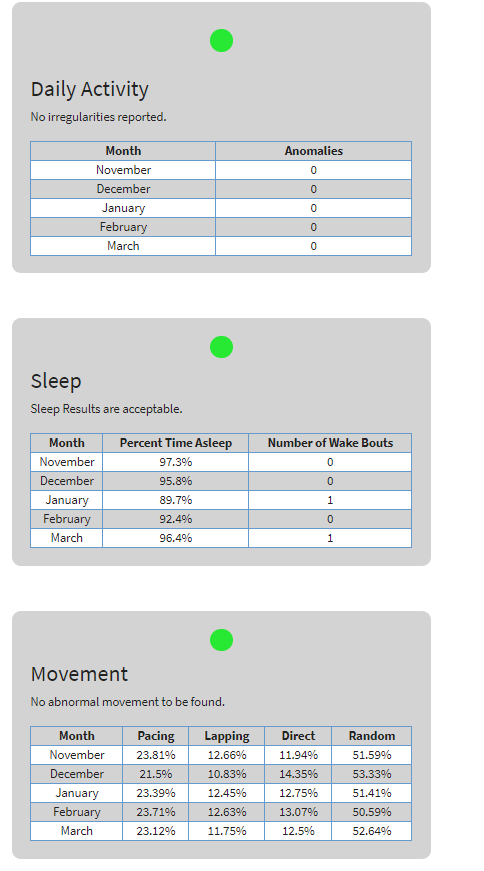 Daily Activity
No irregularities reported.
Month Anomalies
November 0
December 0
January 0
February 0
March 0
Sleep
Sleep Results are acceptable.
Month Percent Time Asleep Number of Wake Bouts
November 97.3% 0
December 95.8% 0
January 89.7% 1
February 92.4% 0
March 96.4% 1
Movement
No abnormal movement to be found.
Month Pacing Lapping Direct Random
November 23.81% 12.66% 11.94% 51.59%
December 21.5% 10.83% 14.35% 53.33%
January 23.39% 12.45% 12.75% 51.41%
February 23.71% 12.63% 13.07% 50.59%
March 23.12% 11.75% 12.5% 52.64%